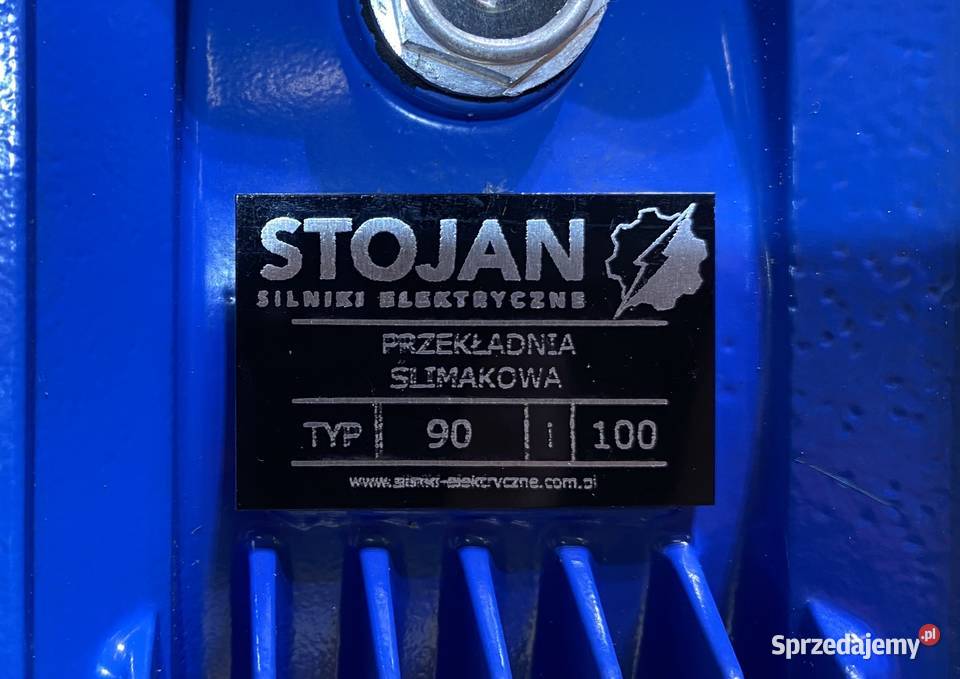 STOJAN
SILNIKI ELEKTRYCZNE
PRZEKŁADNIA
ŚLIMAKOWA
TYP 90 i 100
www.silniki-elektryczne.com.pl
Sprzedajemy.pl